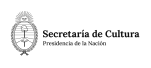 Secretaría de Cultura
Presidencia de la Nación